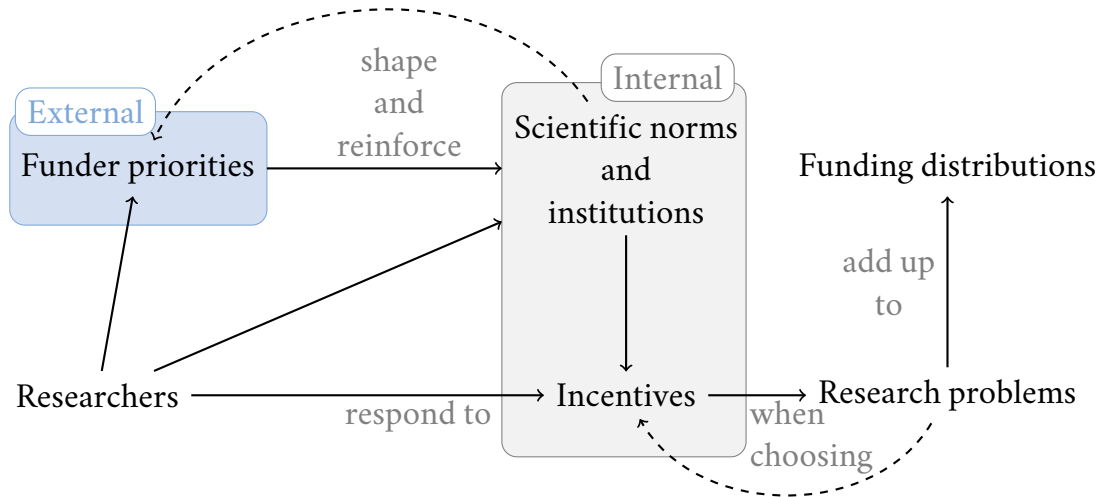 shape
and
reinforce
Internal
External
Scientific norms
and
institutions
Funder priorities
Funding distributions
add up
to
Researchers
respond to
Incentives
when
choosing
Research problems